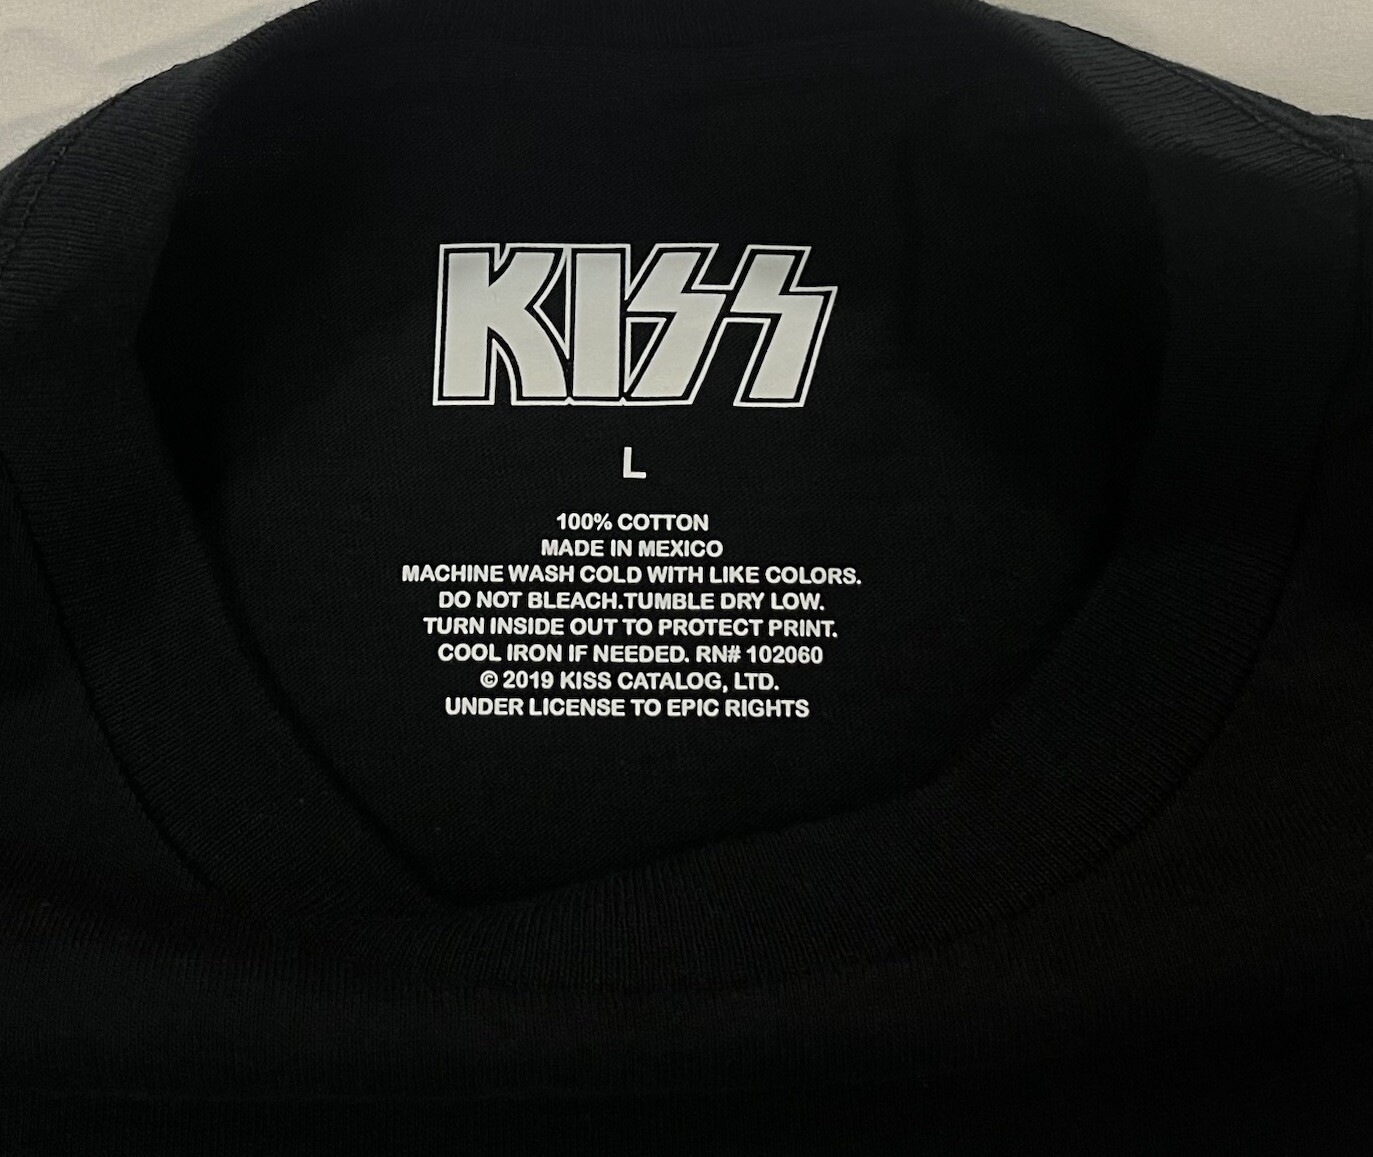 KISS
L
100% COTTON
MADE IN MEXICO
MACHINE WASH COLD WITH LIKE COLORS.
DO NOT BLEACH.TUMBLE DRY LOW.
TURN INSIDE OUT TO PROTECT PRINT.
COOL IRON IF NEEDED. RN# 102060
© 2019 KISS CATALOG, LTD.
UNDER LICENSE TO EPIC RIGHTS